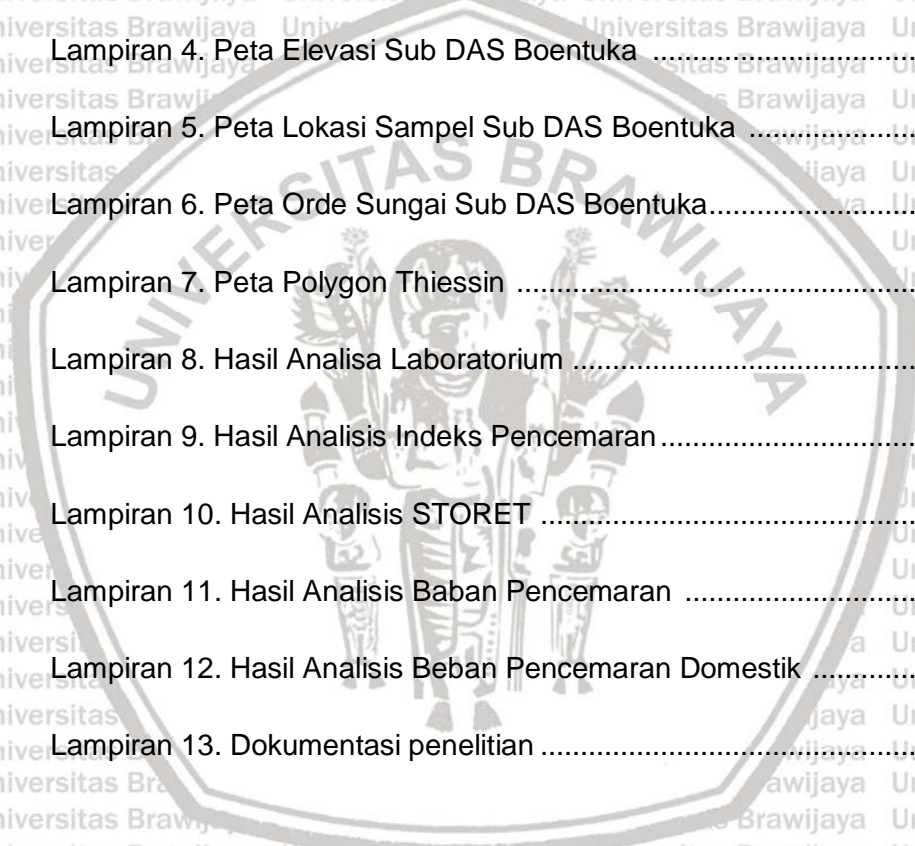 Lampiran 4. Peta Elevasi Sub DAS Boentuka ..................................
Lampiran 5. Peta Lokasi Sampel Sub DAS Boentuka .....................
Lampiran 6. Peta Orde Sungai Sub DAS Boentuka..........................
Lampiran 7. Peta Polygon Thiessin ..................................................
Lampiran 8. Hasil Analisa Laboratorium ...........................................
Lampiran 9. Hasil Analisis Indeks Pencemaran................................
Lampiran 10. Hasil Analisis STORET ...............................................
Lampiran 11. Hasil Analisis Baban Pencemaran .............................
Lampiran 12. Hasil Analisis Beban Pencemaran Domestik .............
Lampiran 13. Dokumentasi penelitian ...............................................
UNIVERSITAS BRAWIJAYA